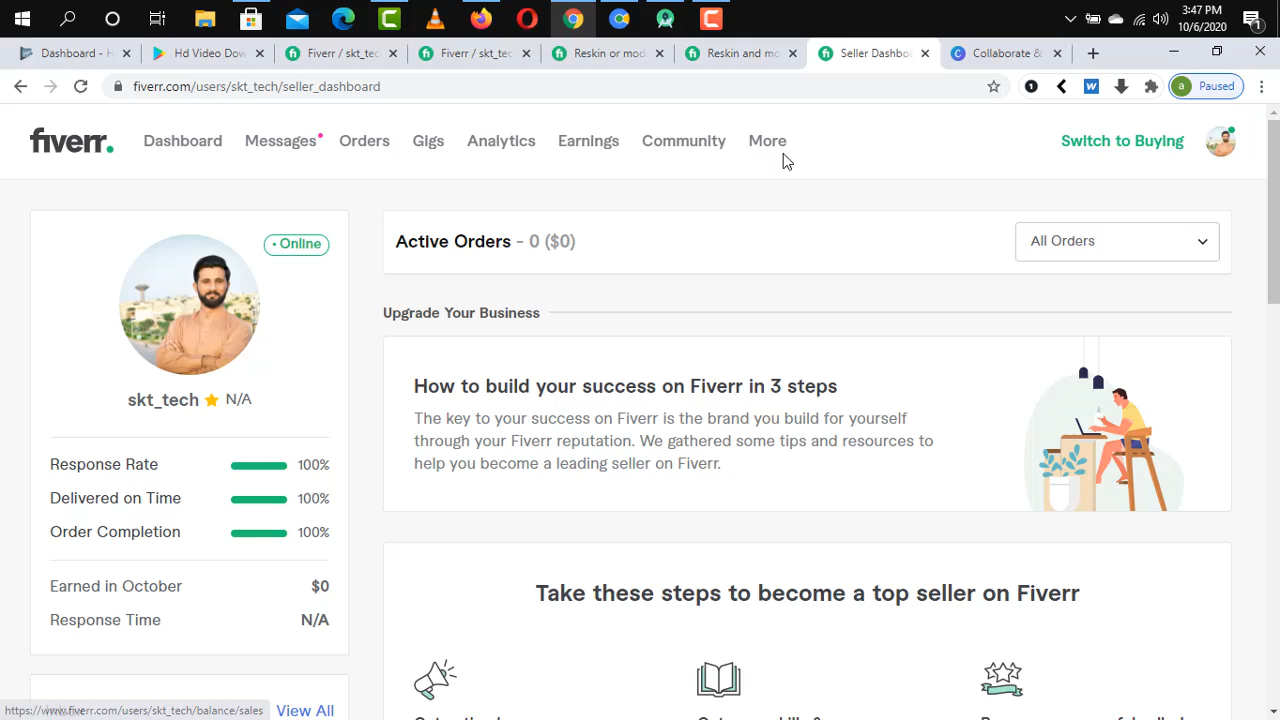 3:47 PM
10/6/2020
1
Dashboard - H
Hd Video Dow
Fiverr / skt_tec
Fiverr / skt_tec
Reskin or mod
Reskin and mo
Seller Dashboa
Collaborate &
fiverr.com/users/skt_tech/seller_dashboard
W
a Paused
fiverr.
Dashboard Messages Orders Gigs Analytics Earnings Community More
Switch to Buying
Online
skt_tech N/A
Response Rate 100%
Delivered on Time 100%
Order Completion 100%
Earned in October $0
Response Time N/A
View All
Active Orders - 0 ($0)
All Orders
Upgrade Your Business
How to build your success on Fiverr in 3 steps
The key to your success on Fiverr is the brand you build for yourself
through your Fiverr reputation. We gathered some tips and resources to
help you become a leading seller on Fiverr.
Take these steps to become a top seller on Fiverr
https://www.fiverr.com/users/skt_tech/balance/sales